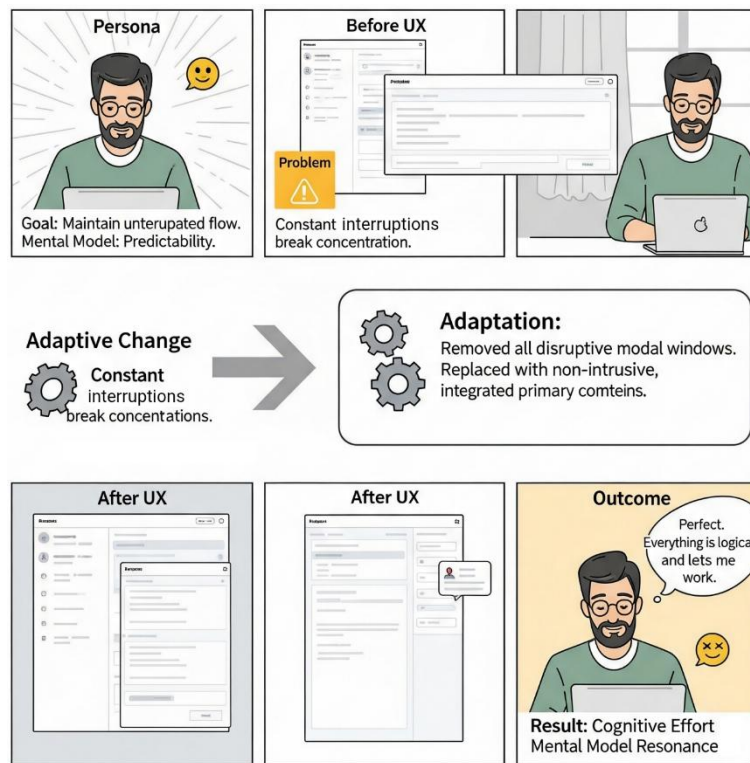 Persona
Goal: Maintain unterupated flow.
Mental Model: Predictability.
Before UX
Problem
Constant interruptions
break concentration.
Adaptive Change
Constant
interruptions
break concentations.
Adaptation:
Removed all disruptive modal windows.
Replaced with non-intrusive,
integrated primary comteins.
After UX
After UX
Outcome
Perfect.
Everything is logica
and lets me
work.
Result: Cognitive Effort
Mental Model Resonance